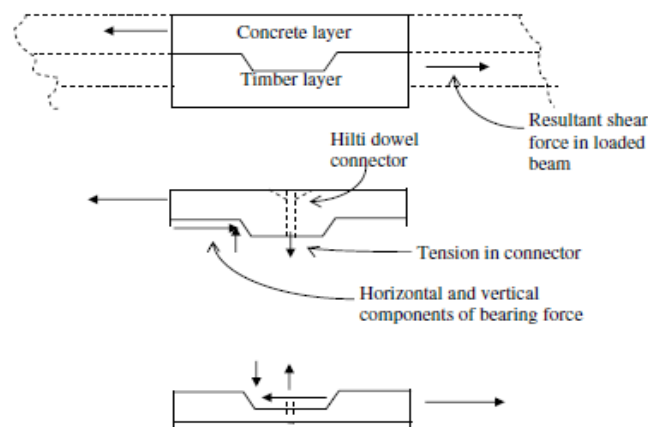 Concrete layer
Timber layer
Resultant shear
force in loaded
beam
Hilti dowel
connector
Tension in connector
Horizontal and vertical
components of bearing force